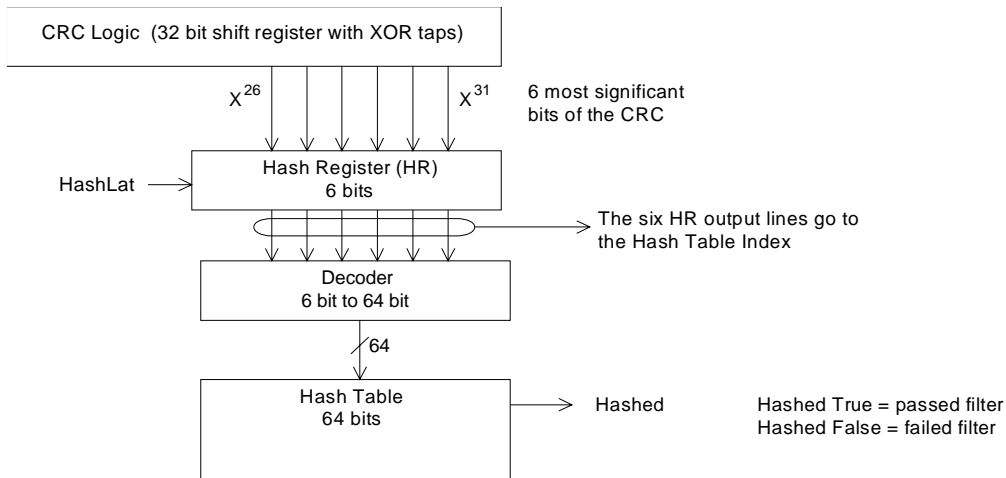 CRC Logic (32 bit shift register with XOR taps)
X^26
X^31
6 most significant
bits of the CRC
Hash Register (HR)
6 bits
HashLat
The six HR output lines go to
the Hash Table Index
Decoder
6 bit to 64 bit
64
Hash Table
64 bits
Hashed
Hashed True = passed filter
Hashed False = failed filter